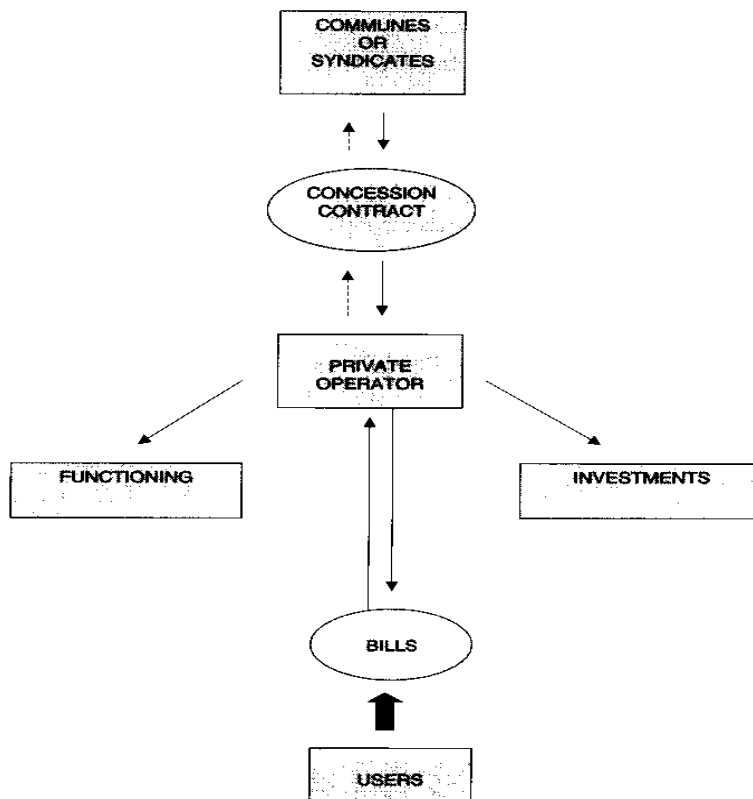 COMMUNES
OR
SYNDICATES
CONCESSION
CONTRACT
PRIVATE
OPERATOR
FUNCTIONING
INVESTMENTS
BILLS
USERS